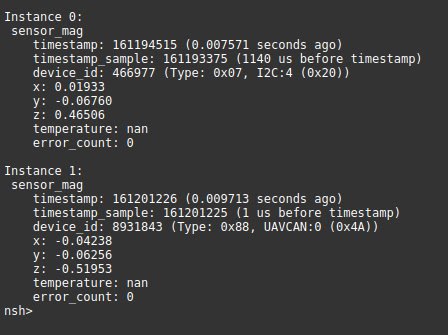 Instance 0:
sensor_mag
timestamp: 161194515 (0.007571 seconds ago)
timestamp_sample: 161193375 (1140 us before timestamp)
device_id: 466977 (Type: 0x07, I2C:4 (0x20))
x: 0.01933
y: -0.06760
z: 0.46506
temperature: nan
error_count: 0
Instance 1:
sensor_mag
timestamp: 161201226 (0.009713 seconds ago)
timestamp_sample: 161201225 (1 us before timestamp)
device_id: 8931843 (Type: 0x88, UAVCAN:0 (0x4A))
x: -0.04238
y: -0.06256
z: -0.51953
temperature: nan
error_count: 0
nsh>